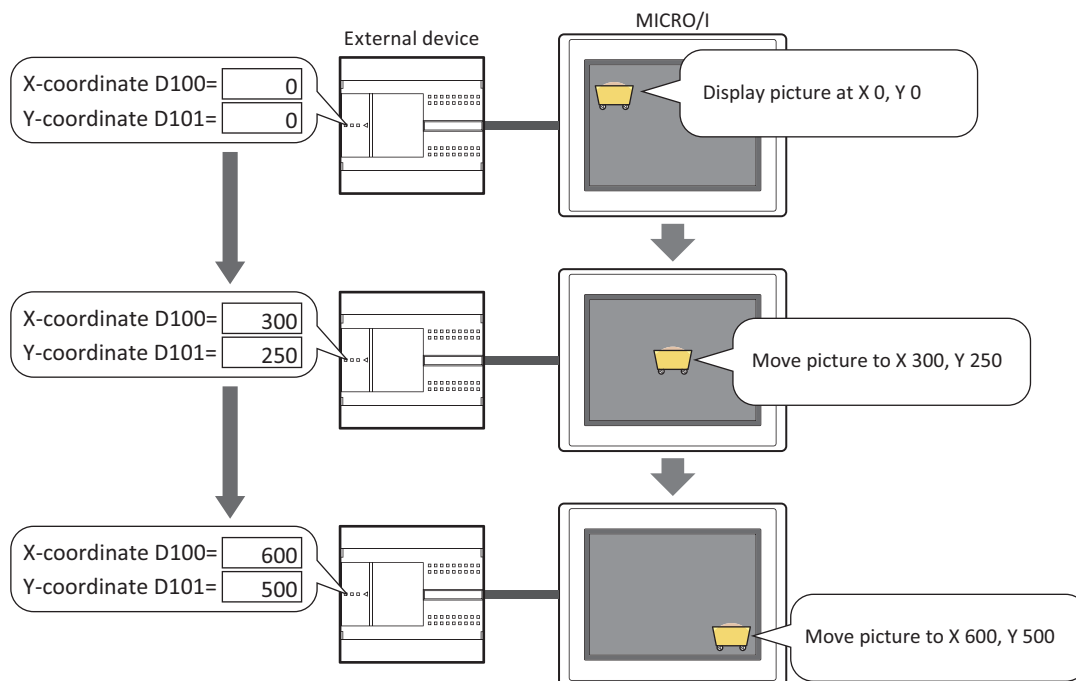 MICRO/I
External device
X-coordinate D100= 0
Y-coordinate D101= 0
Display picture at X 0, Y 0
X-coordinate D100= 300
Y-coordinate D101= 250
Move picture to X 300, Y 250
X-coordinate D100= 600
Y-coordinate D101= 500
Move picture to X 600, Y 500